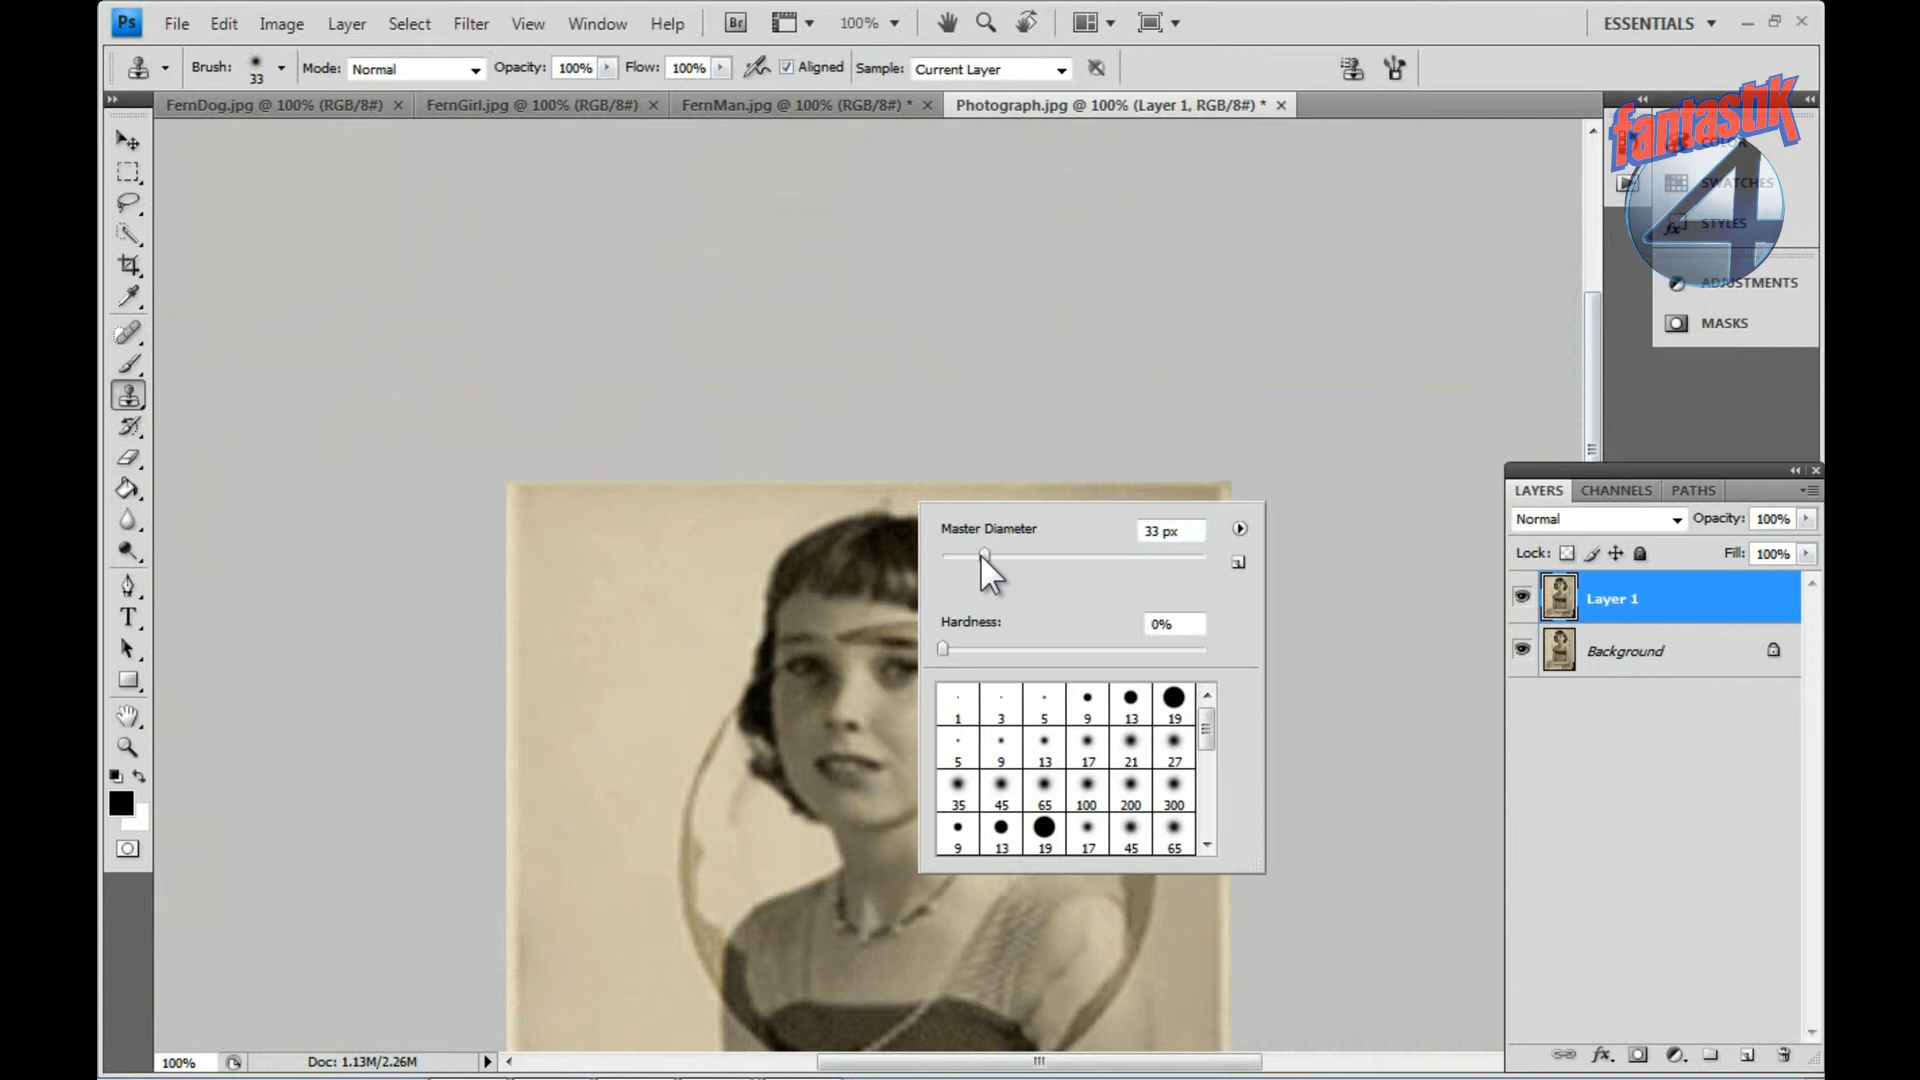 Ps File Edit Image Layer Select Filter View Window Help Br 100% ESSENTIALS
Brush: 33 Mode: Normal Opacity: 100% Flow: 100% Aligned Sample: Current Layer
FernDog.jpg @ 100% (RGB/8#) FernGirl.jpg @ 100% (RGB/8#) FernMan.jpg @ 100% (RGB/8#) * Photograph.jpg @ 100% (Layer 1, RGB/8#) *
fantastik
4
COLOR
SWATCHES
STYLES
ADJUSTMENTS
MASKS
Master Diameter 33 px
Hardness: 0%
1 3 5 9 13 19
5 9 13 17 21 27
35 45 65 100 200 300
9 13 19 17 45 65
LAYERS CHANNELS PATHS
Normal Opacity: 100%
Lock: Fill: 100%
Layer 1
Background
fx
T
100% Doc: 1.13M/2.26M